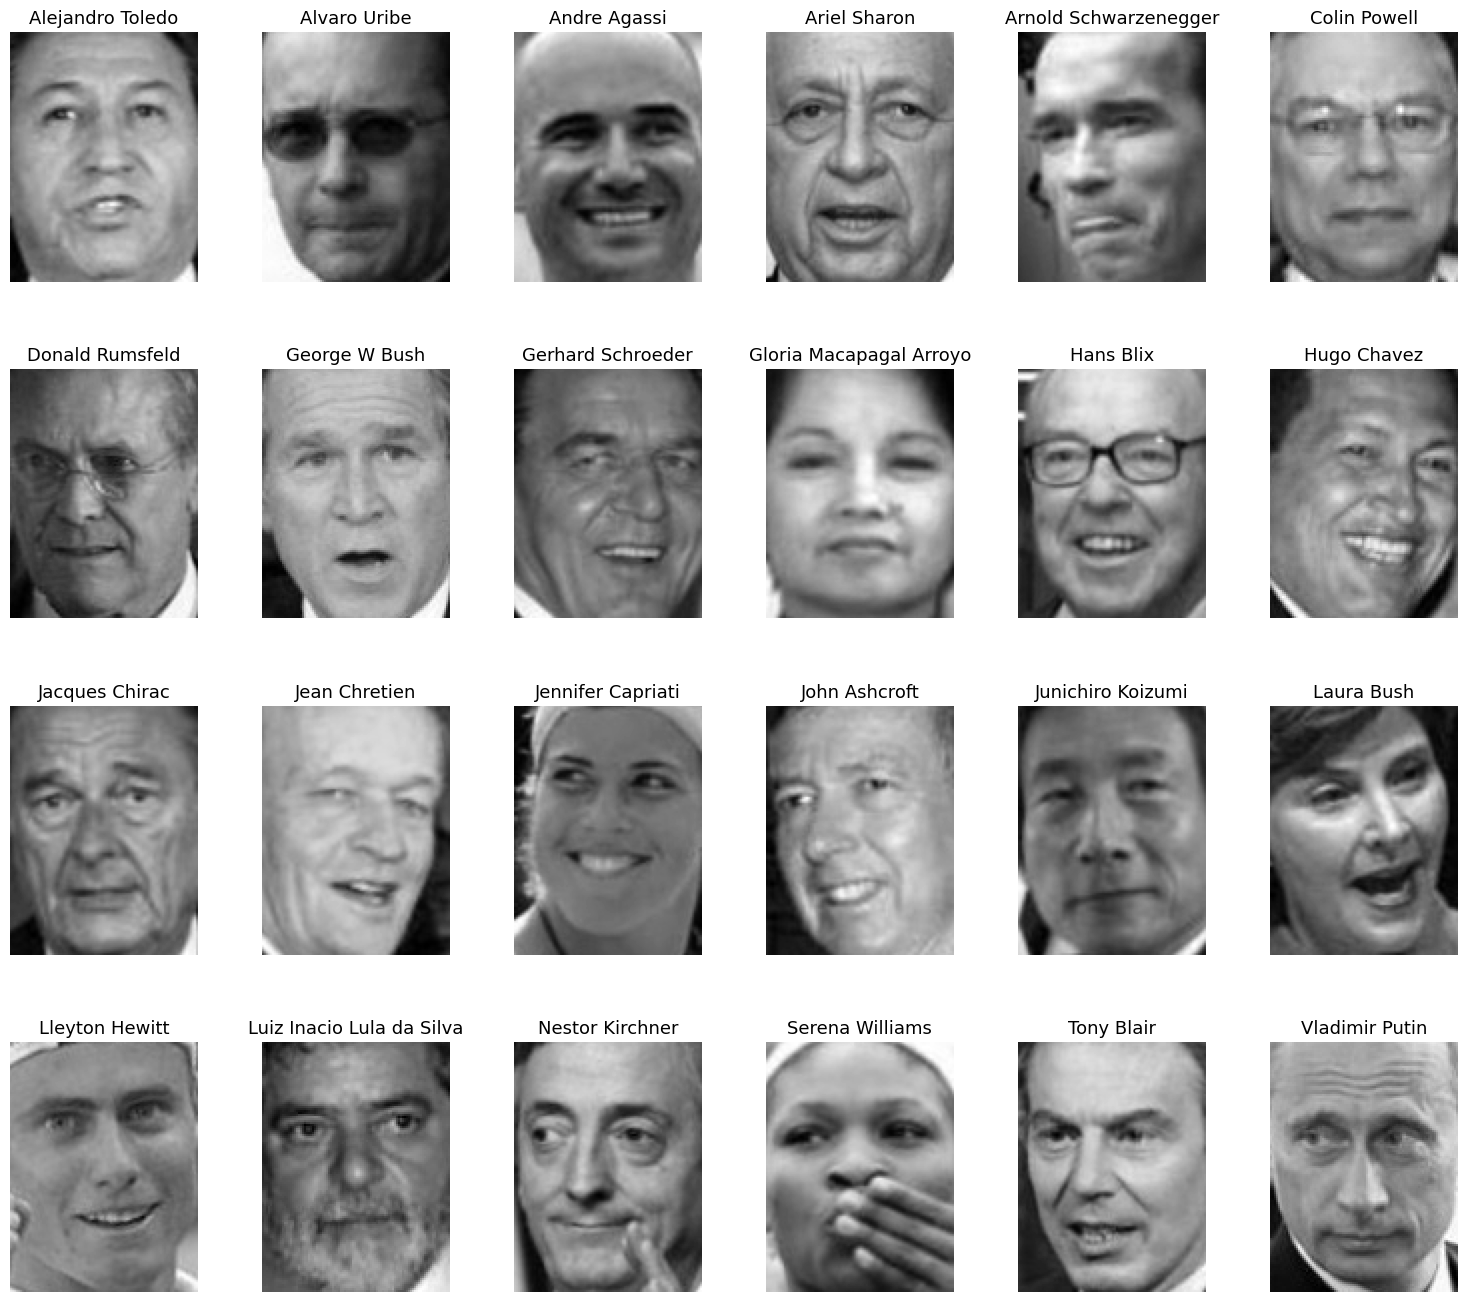 Alejandro Toledo
Alvaro Uribe
Andre Agassi
Ariel Sharon
Arnold Schwarzenegger
Colin Powell
Donald Rumsfeld
George W Bush
Gerhard Schroeder
Gloria Macapagal Arroyo
Hans Blix
Hugo Chavez
Jacques Chirac
Jean Chretien
Jennifer Capriati
John Ashcroft
Junichiro Koizumi
Laura Bush
Lleyton Hewitt
Luiz Inacio Lula da Silva
Nestor Kirchner
Serena Williams
Tony Blair
Vladimir Putin